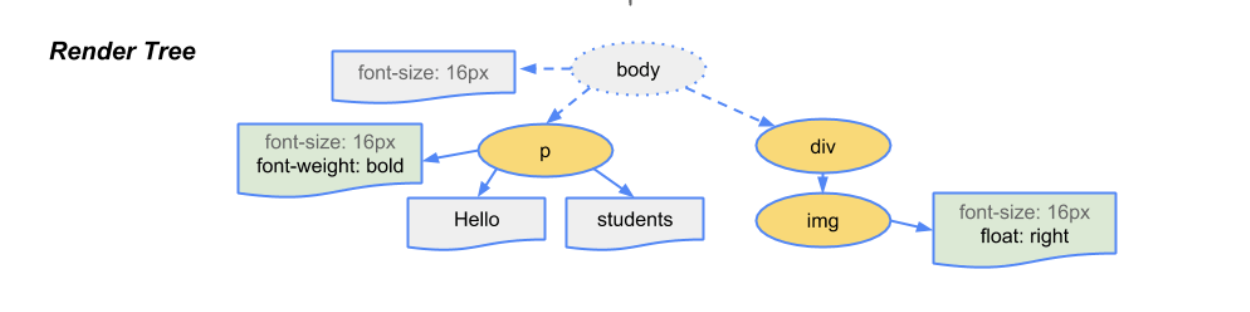 Render Tree
font-size: 16px
body
font-size: 16px
font-weight: bold
p
div
Hello
students
img
font-size: 16px
float: right